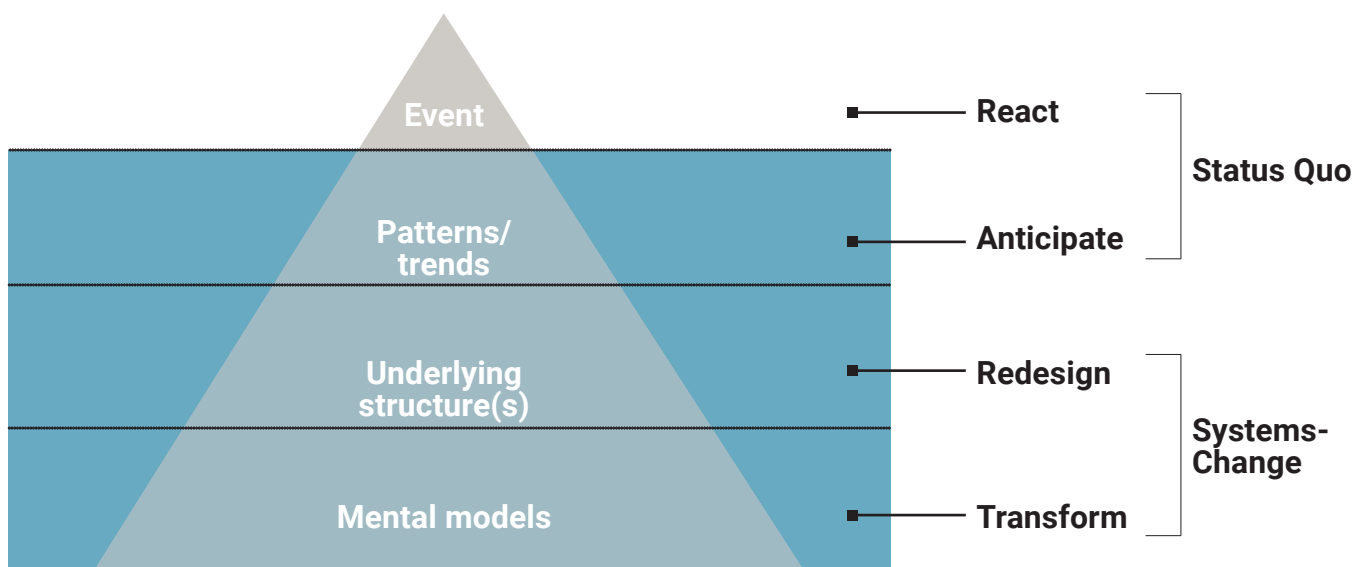 Event
React
Status Quo
Patterns/
trends
Anticipate
Underlying
structure(s)
Redesign
Systems-
Change
Mental models
Transform